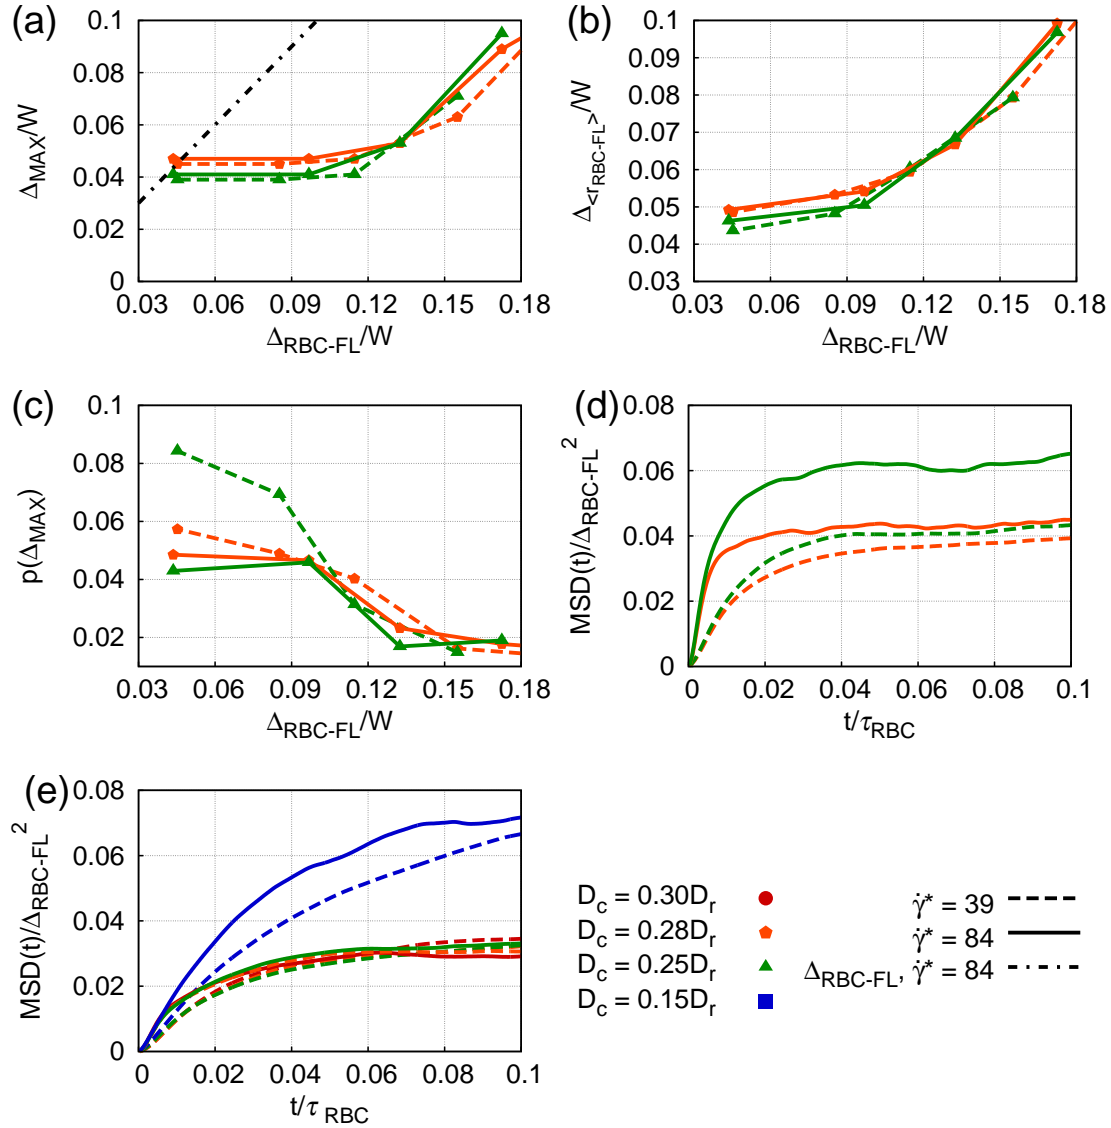 (a)
0.1
0.08
0.06
0.04
0.02
0
Δ_MAX/W
0.03 0.06 0.09 0.12 0.15 0.18
Δ_RBC-FL/W
(b)
0.1
0.09
0.08
0.07
0.06
0.05
0.04
0.03
Δ_<r_RBC-FL>/W
0.03 0.06 0.09 0.12 0.15 0.18
Δ_RBC-FL/W
(c)
0.1
0.08
0.06
0.04
0.02
p(Δ_MAX)
0.03 0.06 0.09 0.12 0.15 0.18
Δ_RBC-FL/W
(d)
0.08
0.06
0.04
0.02
0
MSD(t)/Δ_RBC-FL^2
0 0.02 0.04 0.06 0.08 0.1
t/τ_RBC
(e)
0.08
0.06
0.04
0.02
0
MSD(t)/Δ_RBC-FL^2
0 0.02 0.04 0.06 0.08 0.1
t/τ_RBC
D_c = 0.30D_r
D_c = 0.28D_r
D_c = 0.25D_r
D_c = 0.15D_r
γ̇* = 39
γ̇* = 84
Δ_RBC-FL, γ̇* = 84